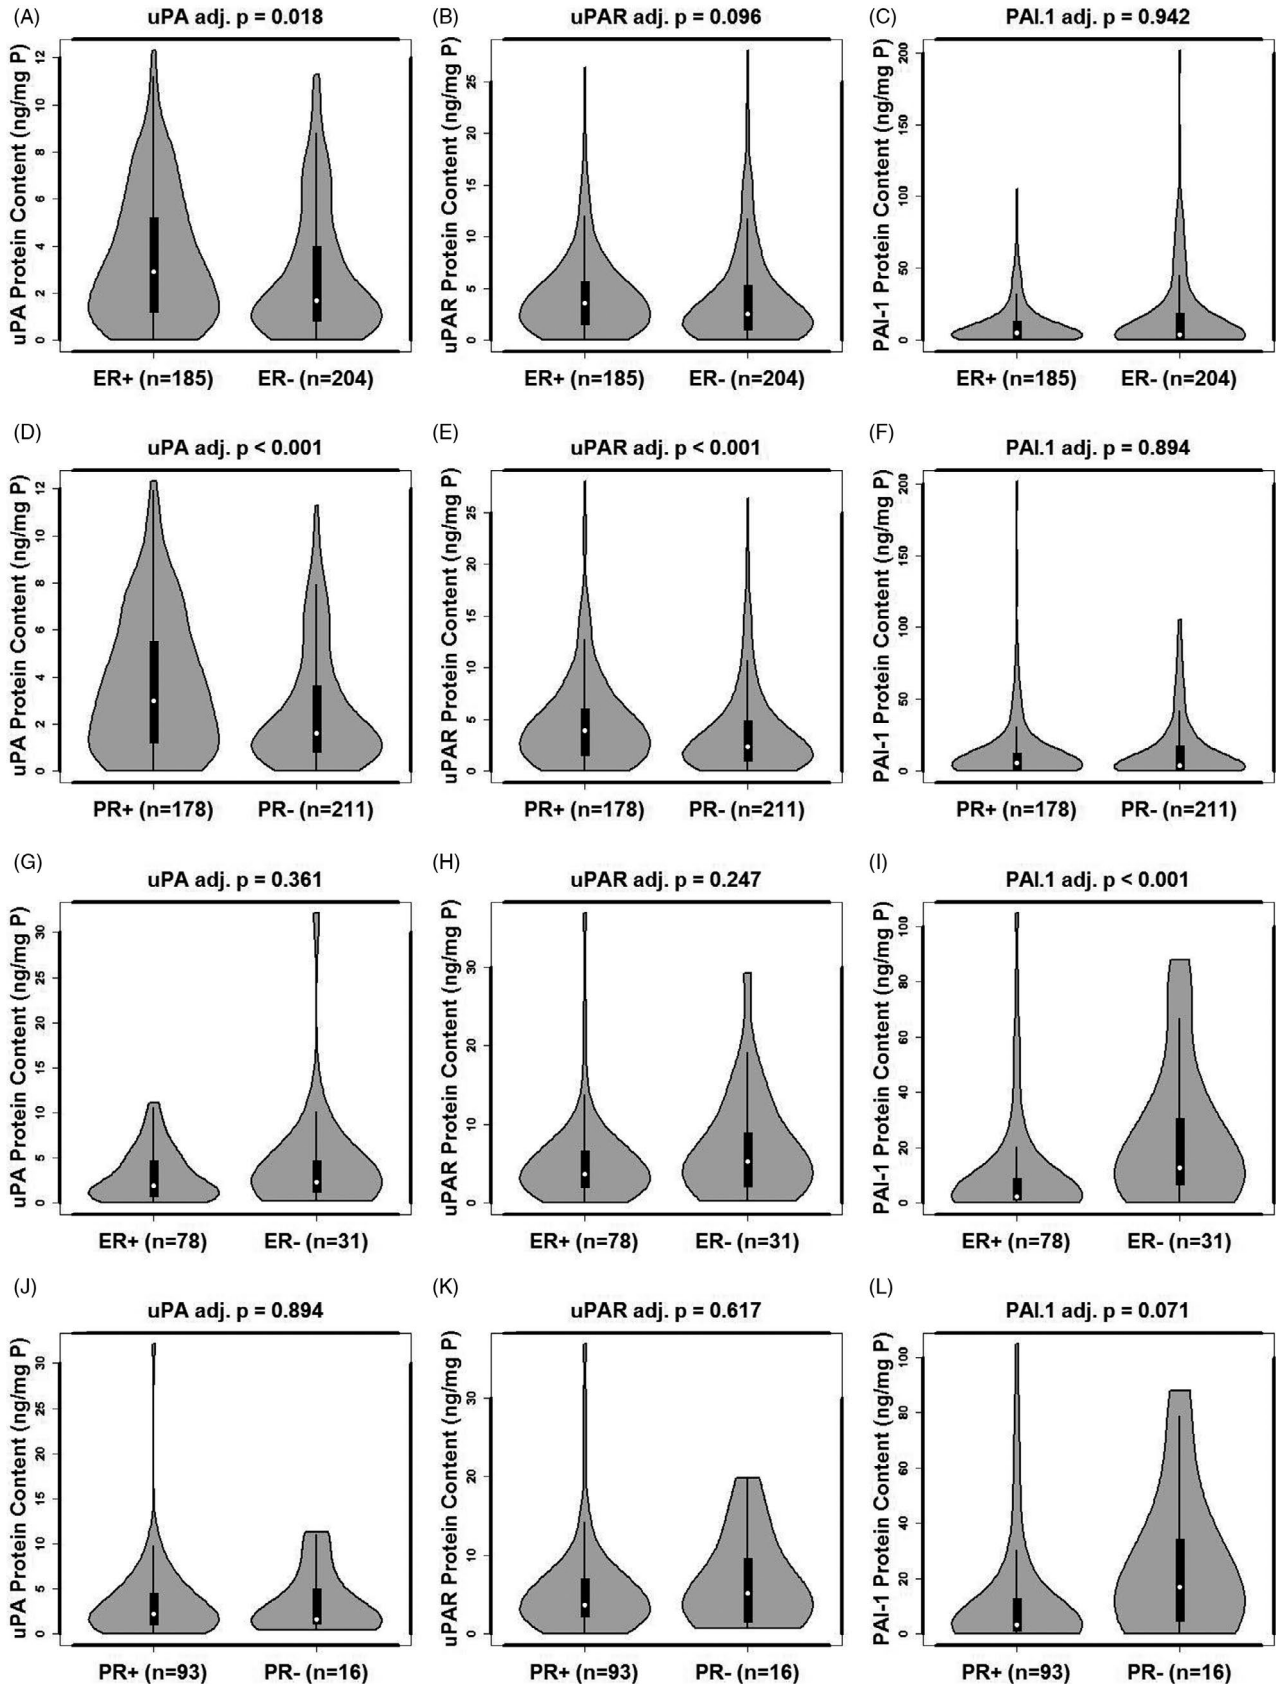 (A) uPA adj. p = 0.018
uPA Protein Content (ng/mg P)
0 2 4 6 8 10 12
ER+ (n=185) ER- (n=204)
(B) uPAR adj. p = 0.096
uPAR Protein Content (ng/mg P)
0 5 10 15 20 25
ER+ (n=185) ER- (n=204)
(C) PAI.1 adj. p = 0.942
PAI-1 Protein Content (ng/mg P)
0 50 100 150 200
ER+ (n=185) ER- (n=204)
(D) uPA adj. p < 0.001
uPA Protein Content (ng/mg P)
0 2 4 6 8 10 12
PR+ (n=178) PR- (n=211)
(E) uPAR adj. p < 0.001
uPAR Protein Content (ng/mg P)
0 5 10 15 20 25
PR+ (n=178) PR- (n=211)
(F) PAI.1 adj. p = 0.894
PAI-1 Protein Content (ng/mg P)
0 50 100 150 200
PR+ (n=178) PR- (n=211)
(G) uPA adj. p = 0.361
uPA Protein Content (ng/mg P)
0 5 10 15 20 25 30
ER+ (n=78) ER- (n=31)
(H) uPAR adj. p = 0.247
uPAR Protein Content (ng/mg P)
0 10 20 30
ER+ (n=78) ER- (n=31)
(I) PAI.1 adj. p < 0.001
PAI-1 Protein Content (ng/mg P)
0 20 40 60 80 100
ER+ (n=78) ER- (n=31)
(J) uPA adj. p = 0.894
uPA Protein Content (ng/mg P)
0 5 10 15 20 25 30
PR+ (n=93) PR- (n=16)
(K) uPAR adj. p = 0.617
uPAR Protein Content (ng/mg P)
0 10 20 30
PR+ (n=93) PR- (n=16)
(L) PAI.1 adj. p = 0.071
PAI-1 Protein Content (ng/mg P)
0 20 40 60 80 100
PR+ (n=93) PR- (n=16)